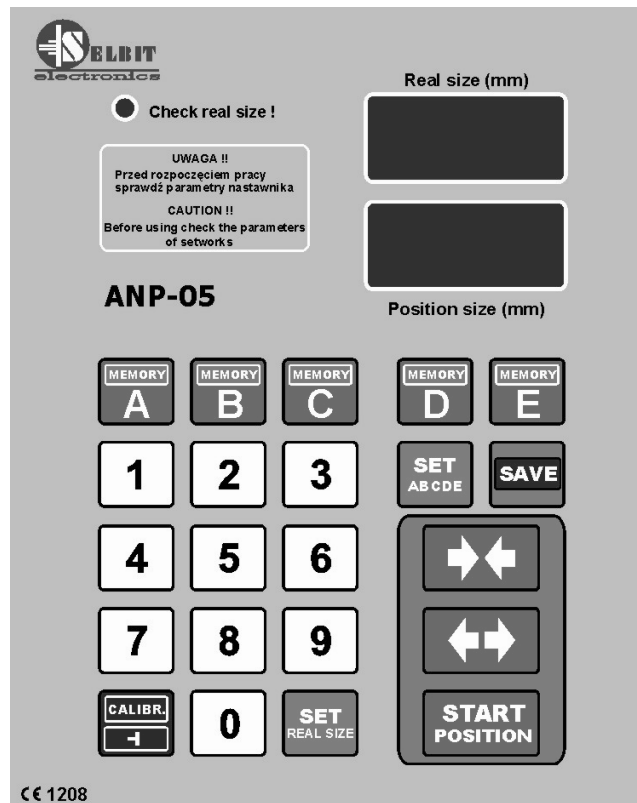 SELBIT
electronics
Real size (mm)
Check real size !
UWAGA !!
Przed rozpoczęciem pracy
sprawdź parametry nastawnika
CAUTION !!
Before using check the parameters
of setworks
ANP-05
Position size (mm)
MEMORY MEMORY MEMORY MEMORY MEMORY
A B C D E
1 2 3 SET SAVE
ABCDE
4 5 6
7 8 9
CALIBR. 0 SET START
REAL SIZE POSITION
CE 1208